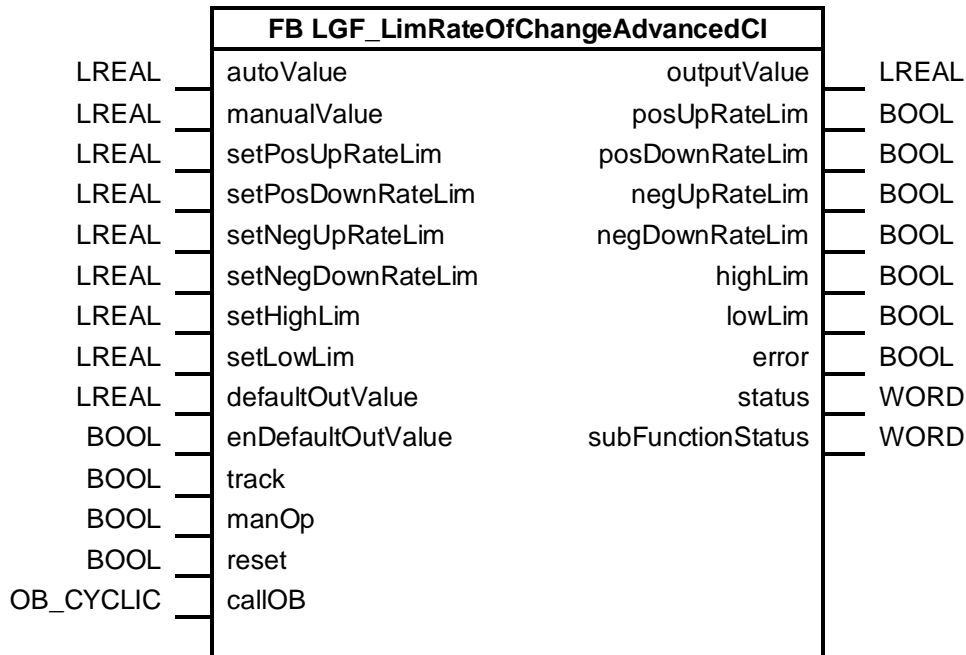 FB LGF_LimRateOfChangeAdvancedCI
LREAL autoValue outputValue LREAL
LREAL manualValue posUpRateLim BOOL
LREAL setPosUpRateLim posDownRateLim BOOL
LREAL setPosDownRateLim negUpRateLim BOOL
LREAL setNegUpRateLim negDownRateLim BOOL
LREAL setNegDownRateLim highLim BOOL
LREAL setHighLim lowLim BOOL
LREAL setLowLim error BOOL
LREAL defaultOutValue status WORD
BOOL enDefaultOutValue subFunctionStatus WORD
BOOL track
BOOL manOp
BOOL reset
OB_CYCLIC callOB